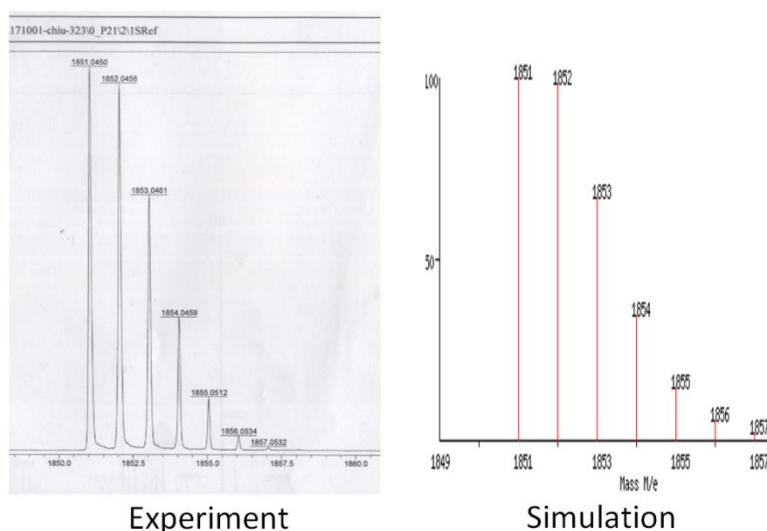 171001-chiu-323\0_P21\2\1SRef
1851.0450
1852.0456
1853.0461
1854.0459
1855.0512
1856.0534
1857.0532
1850.0 1852.5 1855.0 1857.5 1860.0
Experiment
100
50
1851
1852
1853
1854
1855
1856
1857
1849 1851 1853 1855 1857
Mass M/e
Simulation